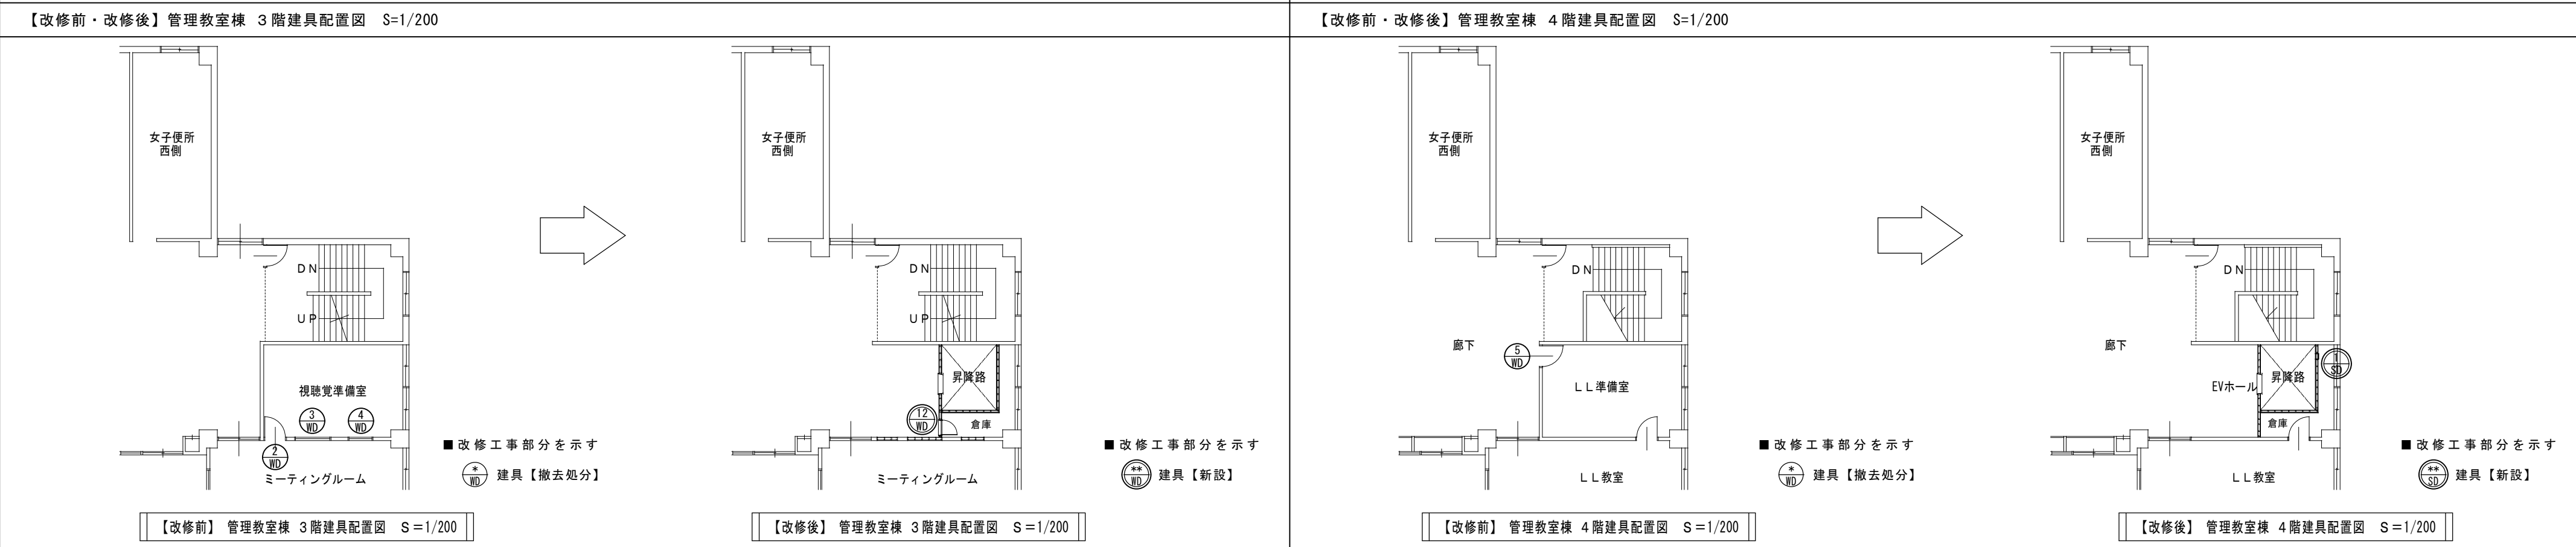 【改修前・改修後】管理教室棟 ３階建具配置図 S=1/200
女子便所
西側
DN
UP
視聴覚準備室
3
WD
4
WD
2
WD
ミーティングルーム
■改修工事部分を示す
*
WD
建具【撤去処分】
【改修前】 管理教室棟 ３階建具配置図 S＝1/200
女子便所
西側
DN
UP
昇降路
12
WD
倉庫
ミーティングルーム
■改修工事部分を示す
**
WD
建具【新設】
【改修後】 管理教室棟 ３階建具配置図 S＝1/200
【改修前・改修後】管理教室棟 ４階建具配置図 S=1/200
女子便所
西側
DN
廊下
5
WD
ＬＬ準備室
ＬＬ教室
■改修工事部分を示す
*
WD
建具【撤去処分】
【改修前】 管理教室棟 ４階建具配置図 S＝1/200
女子便所
西側
DN
廊下
EVホール
昇降路
1
SD
倉庫
ＬＬ教室
■改修工事部分を示す
**
SD
建具【新設】
【改修後】 管理教室棟 ４階建具配置図 S＝1/200